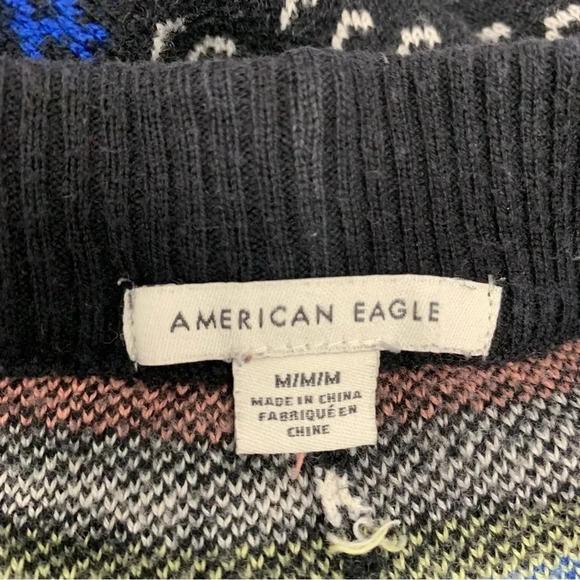 AMERICAN EAGLE
M/M/M
MADE IN CHINA
FABRIQUÉ EN
CHINE